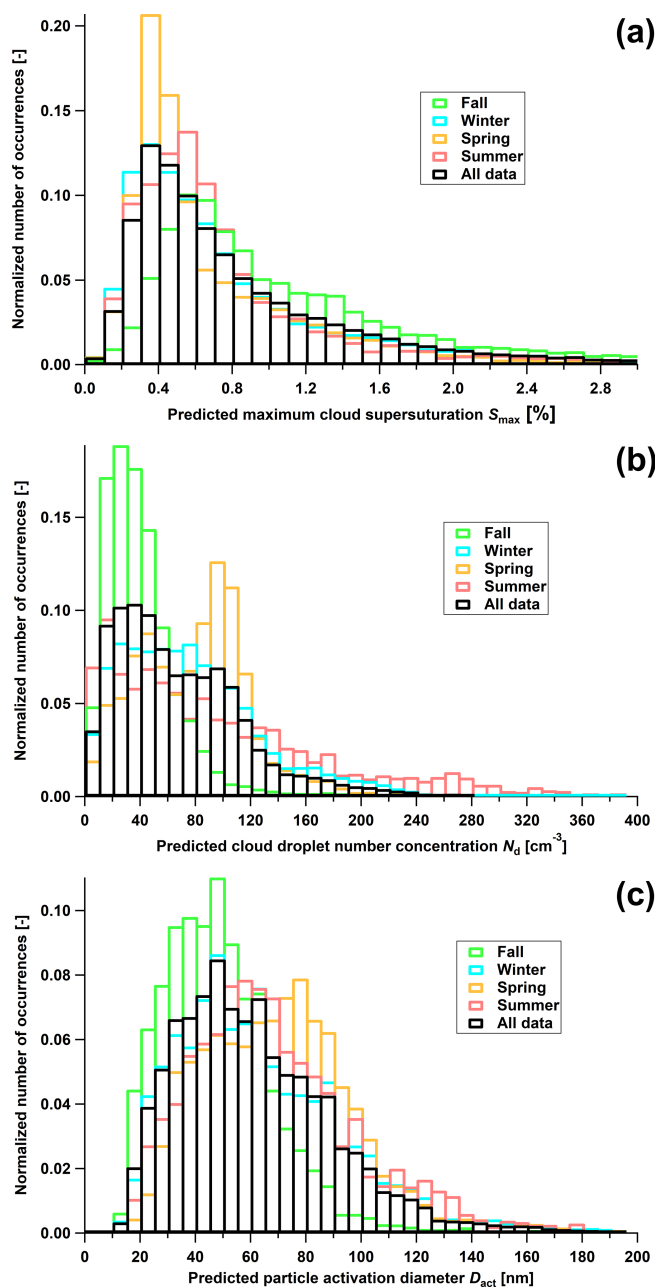 (a)
0.20
0.15
0.10
0.05
0.00
Normalized number of occurrences [-]
Fall
Winter
Spring
Summer
All data
0.0 0.4 0.8 1.2 1.6 2.0 2.4 2.8
Predicted maximum cloud supersuturation Smax [%]
(b)
0.15
0.10
0.05
0.00
Normalized number of occurrences [-]
Fall
Winter
Spring
Summer
All data
0 40 80 120 160 200 240 280 320 360 400
Predicted cloud droplet number concentration Nd [cm-3]
(c)
0.10
0.08
0.06
0.04
0.02
0.00
Normalized number of occurrences [-]
Fall
Winter
Spring
Summer
All data
0 20 40 60 80 100 120 140 160 180 200
Predicted particle activation diameter Dact [nm]